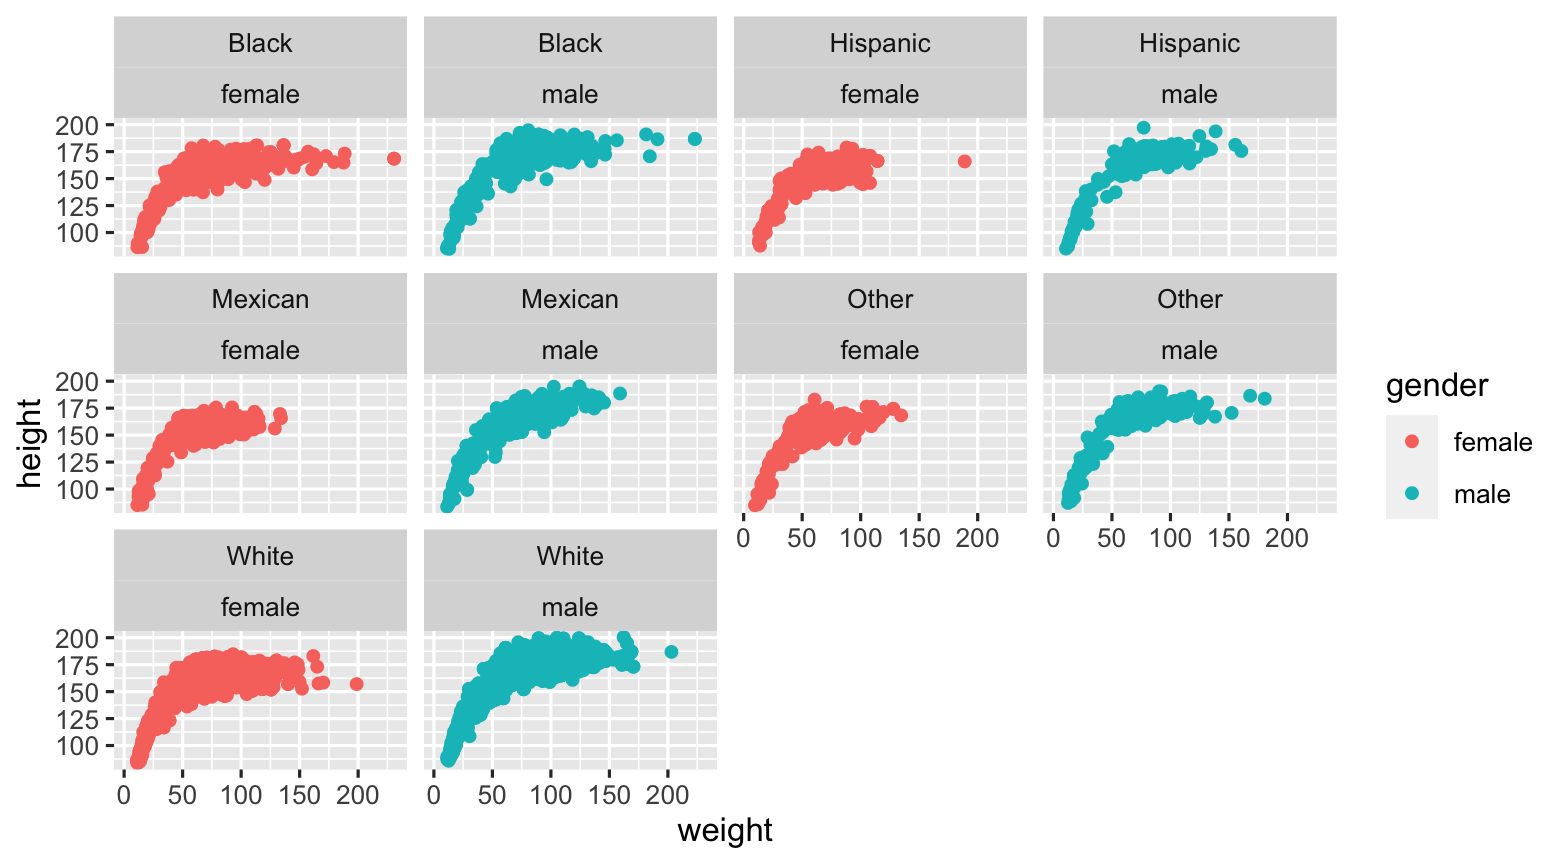 Black Black Hispanic Hispanic
female male female male
200
175
150
125
100
Mexican Mexican Other Other
female male female male
200
175
150
125
100
0 50 100 150 200 0 50 100 150 200
White White
female male
200
175
150
125
100
0 50 100 150 200 0 50 100 150 200
weight
height
gender
female
male